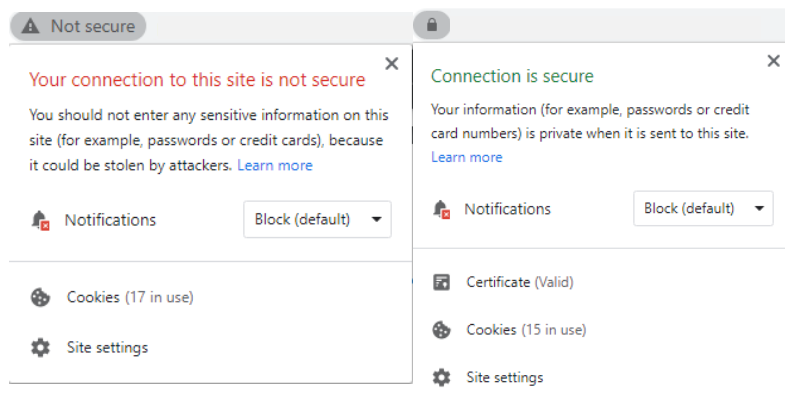 Not secure
Your connection to this site is not secure
You should not enter any sensitive information on this
site (for example, passwords or credit cards), because
it could be stolen by attackers. Learn more
Notifications
Block (default)
Cookies (17 in use)
Site settings
Connection is secure
Your information (for example, passwords or credit
card numbers) is private when it is sent to this site.
Learn more
Notifications
Block (default)
Certificate (Valid)
Cookies (15 in use)
Site settings